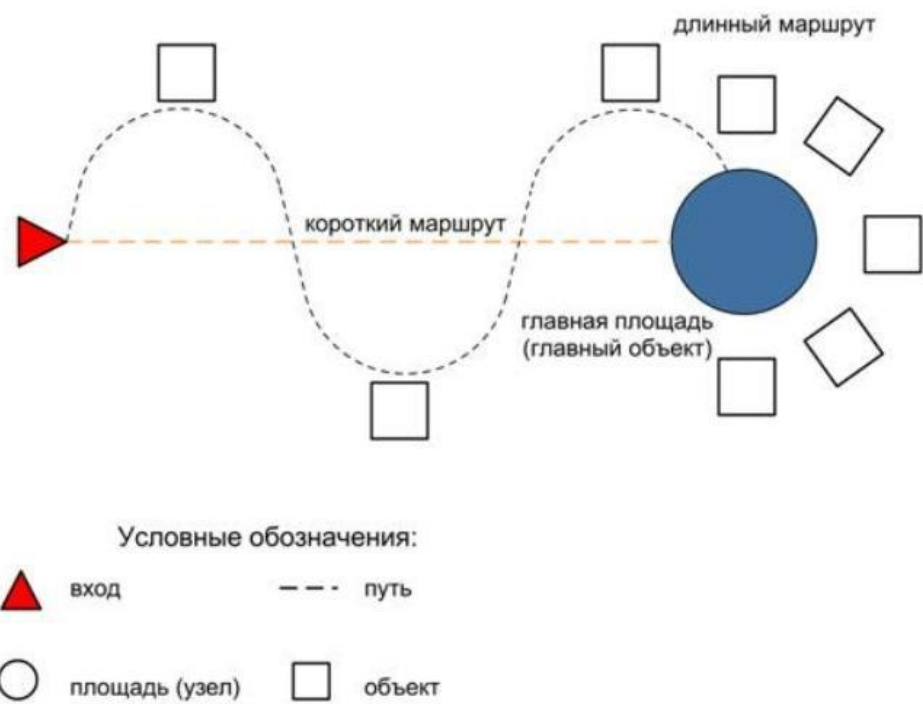 длинный маршрут
короткий маршрут
главная площадь
(главный объект)
Условные обозначения:
вход
путь
площадь (узел)
объект